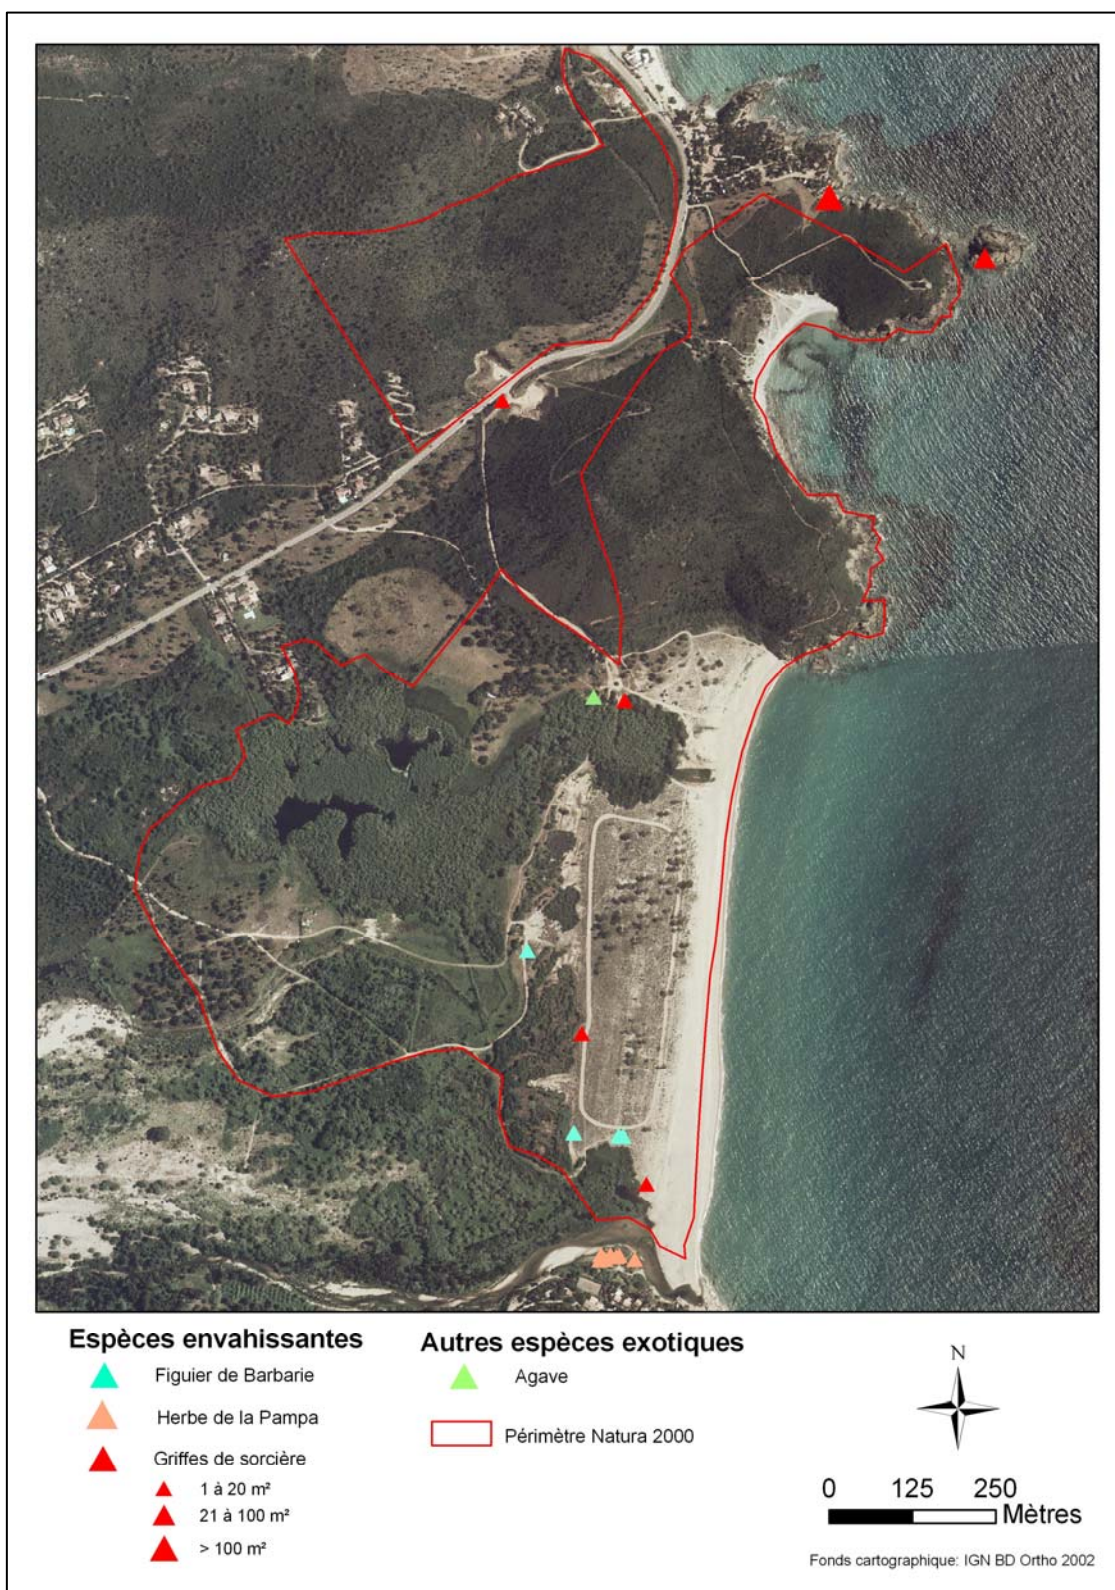 Espèces envahissantes
Figuier de Barbarie
Herbe de la Pampa
Griffes de sorcière
1 à 20 m²
21 à 100 m²
> 100 m²
Autres espèces exotiques
Agave
Périmètre Natura 2000
N
0 125 250
Mètres
Fonds cartographique: IGN BD Ortho 2002